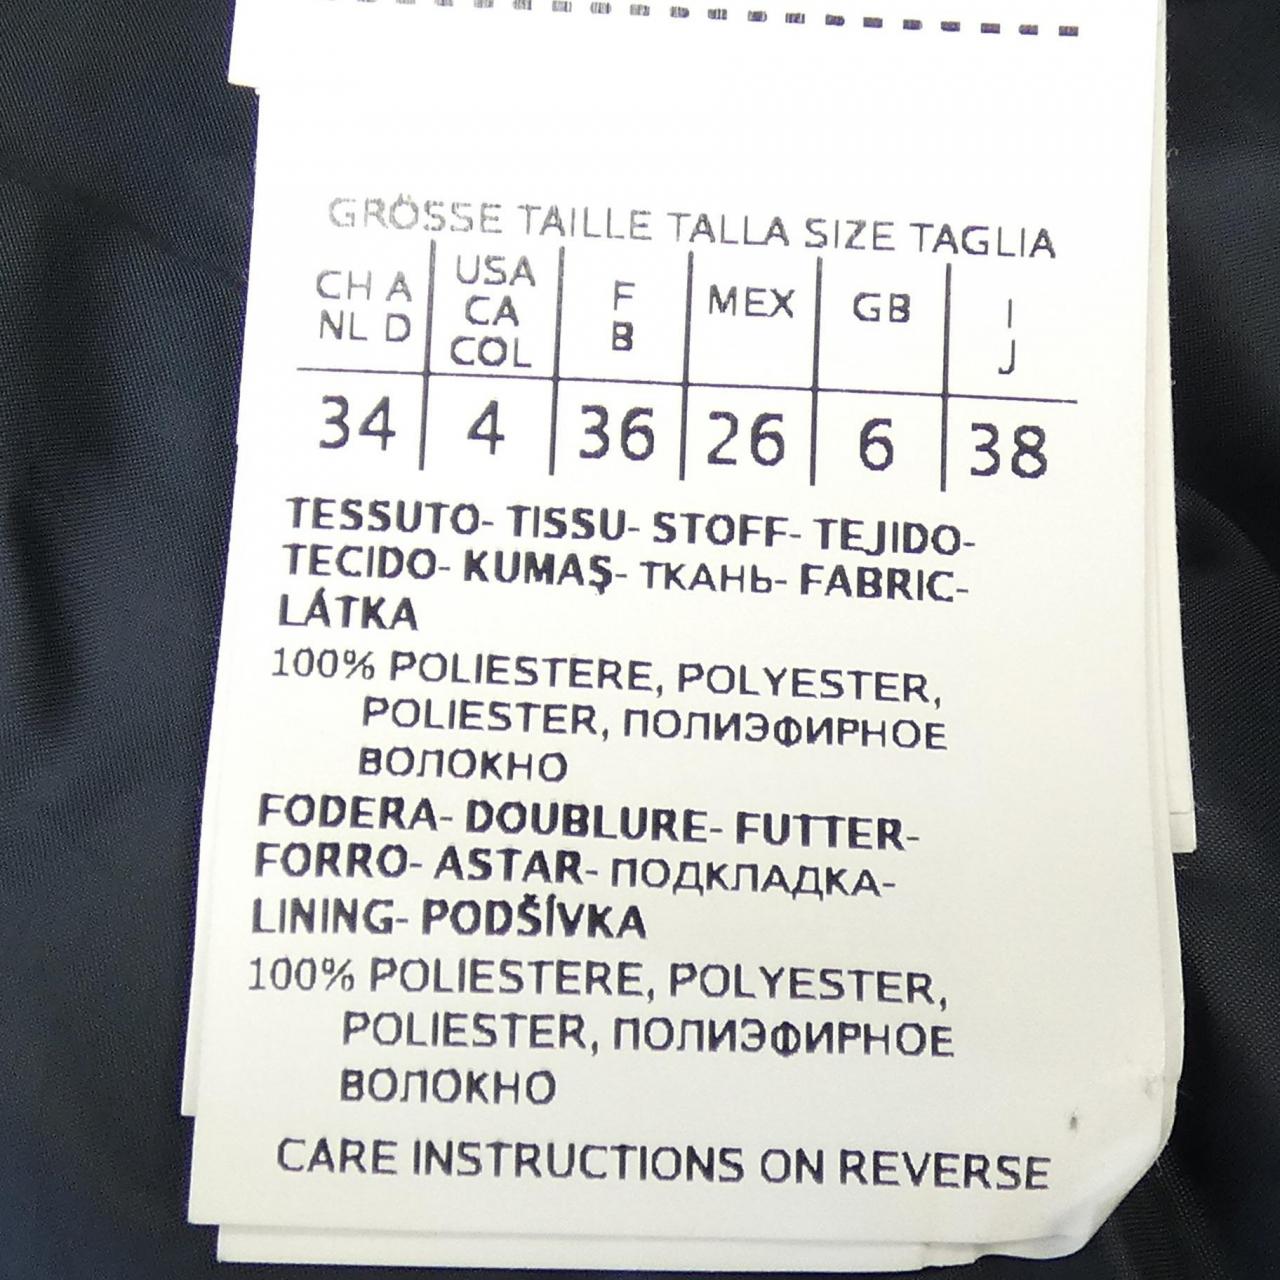 GRÖSSE TAILLE TALLA SIZE TAGLIA
CH A NL D | USA CA COL | F B | MEX | GB | I J
34 | 4 | 36 | 26 | 6 | 38
TESSUTO- TISSU- STOFF- TEJIDO-
TECIDO- KUMAŞ- ТКАНЬ- FABRIC-
LÁTKA
100% POLIESTERE, POLYESTER,
POLIESTER, ПОЛИЭФИРНОЕ
ВОЛОКНО
FODERA- DOUBLURE- FUTTER-
FORRO- ASTAR- ПОДКЛАДКА-
LINING- PODŠÍVKA
100% POLIESTERE, POLYESTER,
POLIESTER, ПОЛИЭФИРНОЕ
ВОЛОКНО
CARE INSTRUCTIONS ON REVERSE